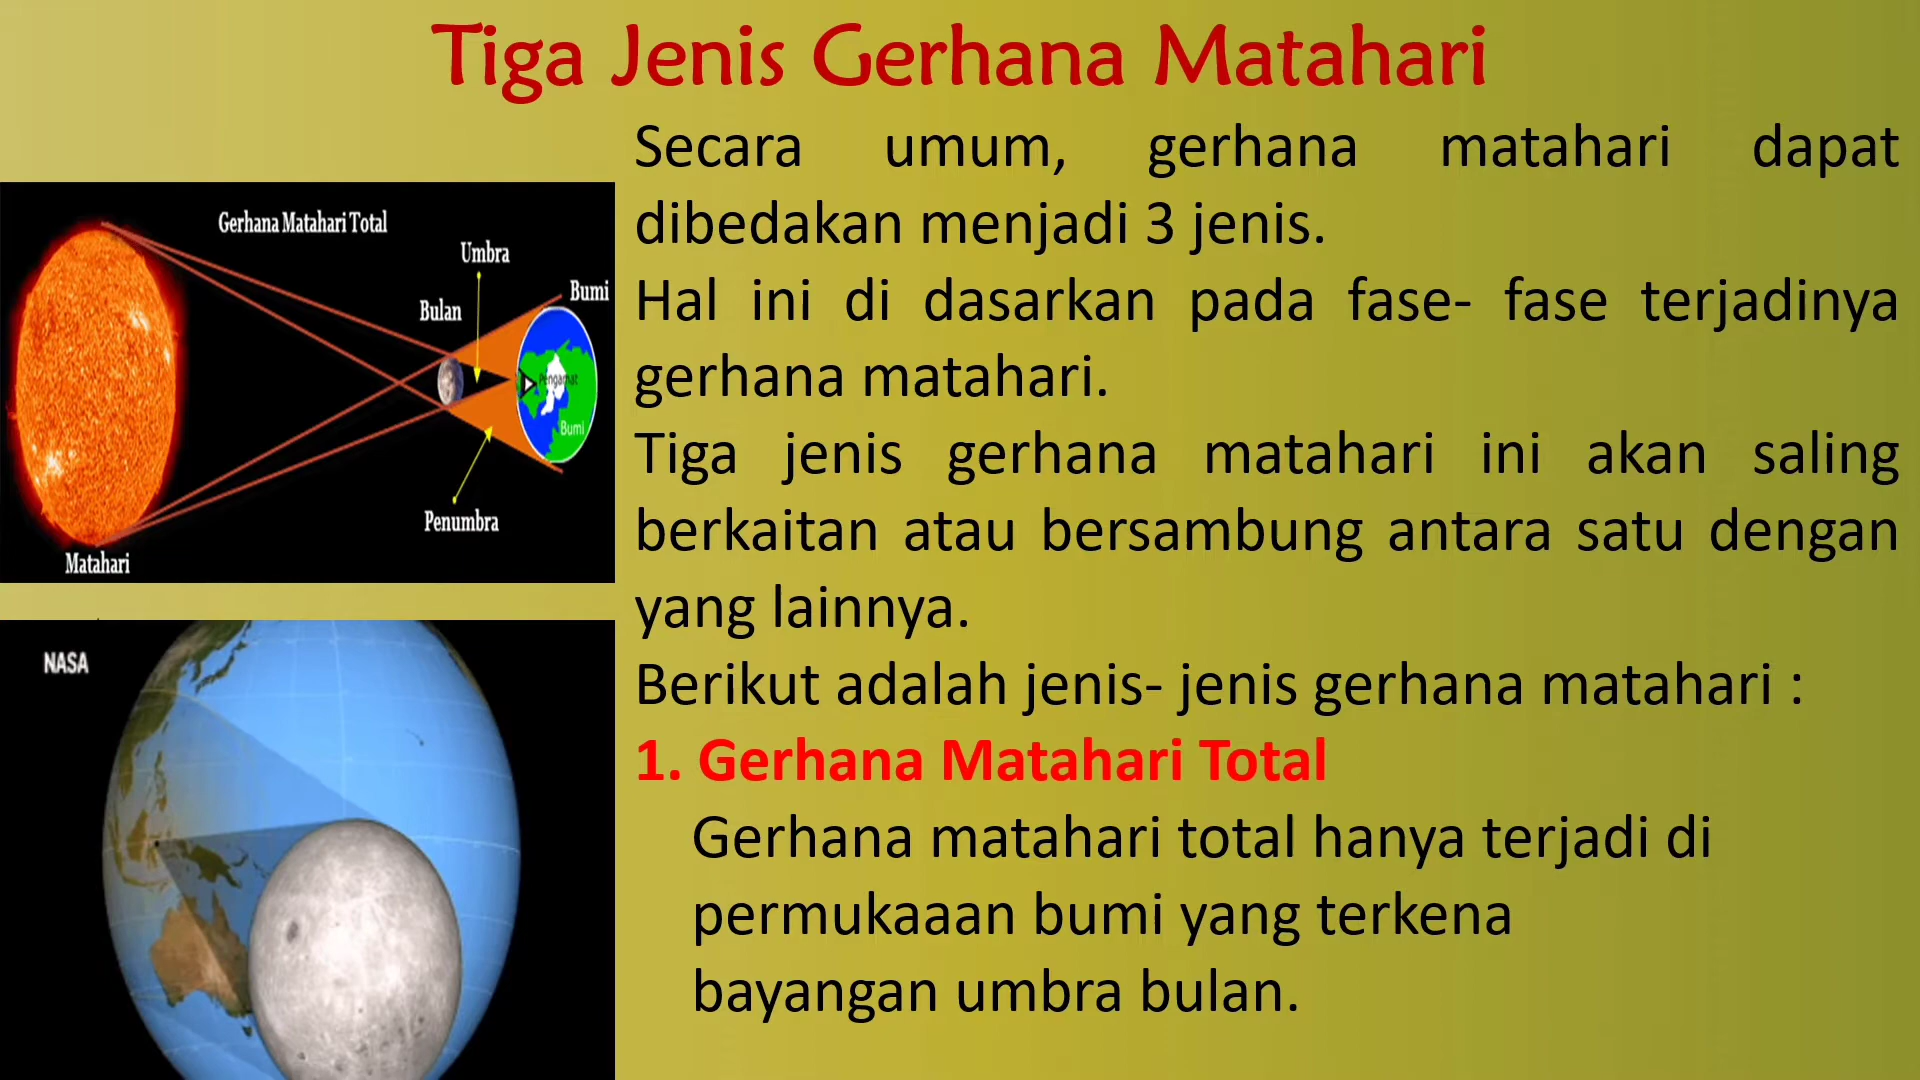 Tiga Jenis Gerhana Matahari
Gerhana Matahari Total
Umbra
Bumi
Bulan
Pengamat
Bumi
Penumbra
Matahari
NASA
Secara umum, gerhana matahari dapat
dibedakan menjadi 3 jenis.
Hal ini di dasarkan pada fase- fase terjadinya
gerhana matahari.
Tiga jenis gerhana matahari ini akan saling
berkaitan atau bersambung antara satu dengan
yang lainnya.
Berikut adalah jenis- jenis gerhana matahari :
1. Gerhana Matahari Total
Gerhana matahari total hanya terjadi di
permukaaan bumi yang terkena
bayangan umbra bulan.